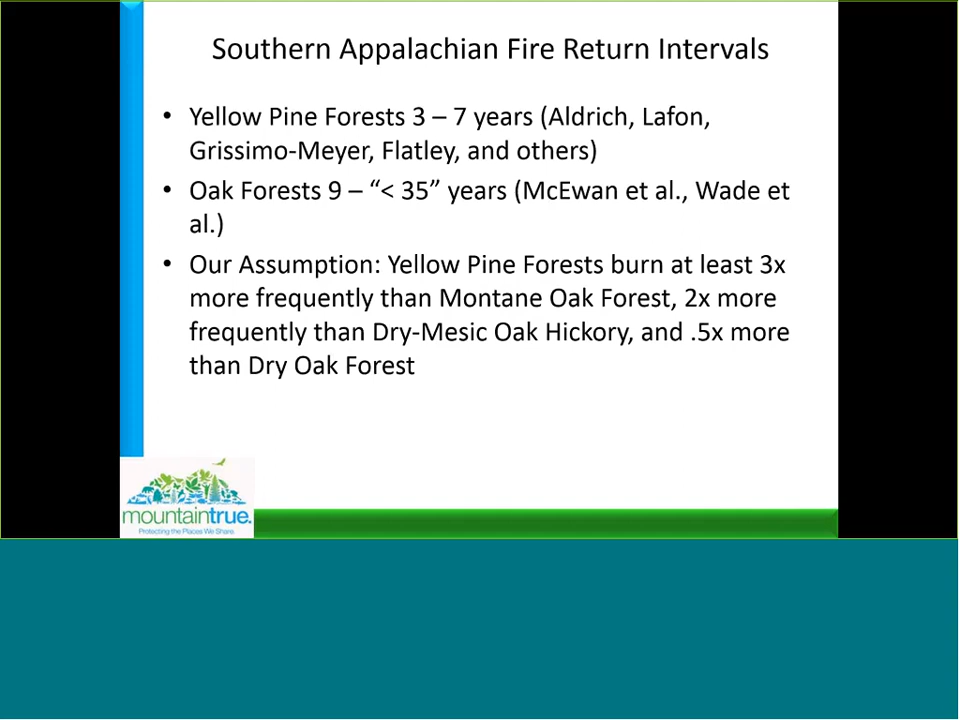 Southern Appalachian Fire Return Intervals
• Yellow Pine Forests 3 – 7 years (Aldrich, Lafon,
Grissimo-Meyer, Flatley, and others)
• Oak Forests 9 – “< 35” years (McEwan et al., Wade et
al.)
• Our Assumption: Yellow Pine Forests burn at least 3x
more frequently than Montane Oak Forest, 2x more
frequently than Dry-Mesic Oak Hickory, and .5x more
than Dry Oak Forest
mountaintrue.
Protecting the Places We Share.